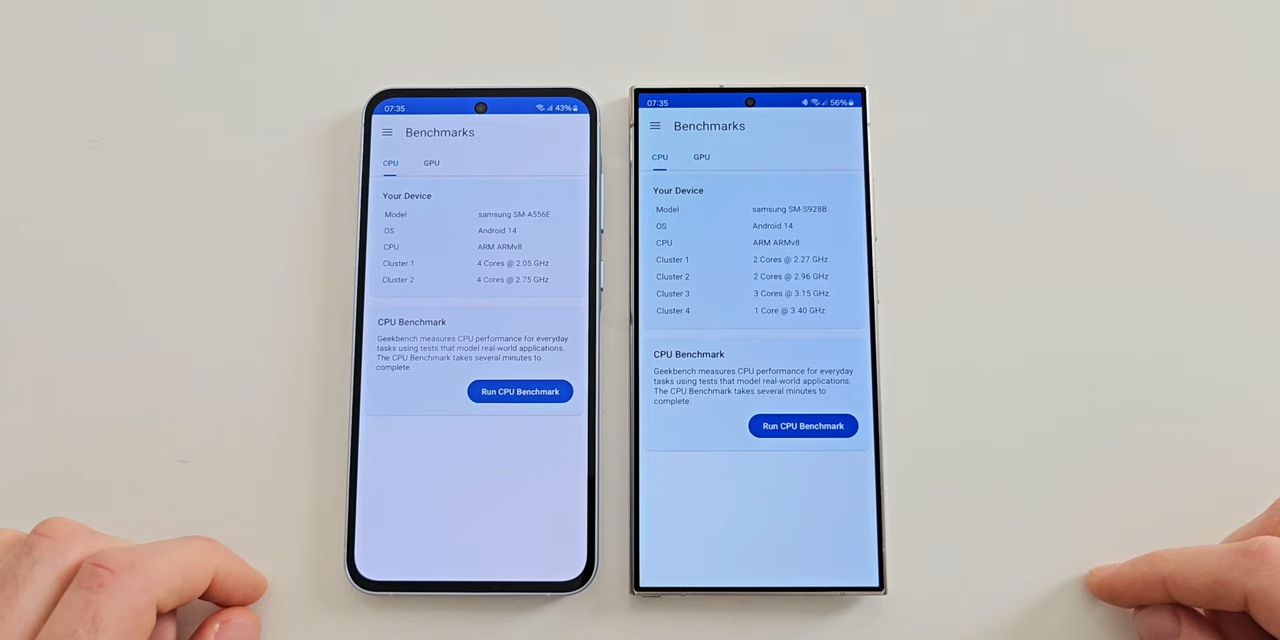 07:35
43%
Benchmarks
CPU GPU
Your Device
Model samsung SM-A556E
OS Android 14
CPU ARM ARMv8
Cluster 1 4 Cores @ 2.05 GHz
Cluster 2 4 Cores @ 2.75 GHz
CPU Benchmark
Geekbench measures CPU performance for everyday
tasks using tests that model real-world applications.
The CPU Benchmark takes several minutes to
complete.
Run CPU Benchmark
07:35
56%
Benchmarks
CPU GPU
Your Device
Model samsung SM-S928B
OS Android 14
CPU ARM ARMv8
Cluster 1 2 Cores @ 2.27 GHz
Cluster 2 2 Cores @ 2.96 GHz
Cluster 3 3 Cores @ 3.15 GHz
Cluster 4 1 Core @ 3.40 GHz
CPU Benchmark
Geekbench measures CPU performance for everyday
tasks using tests that model real-world applications.
The CPU Benchmark takes several minutes to
complete.
Run CPU Benchmark